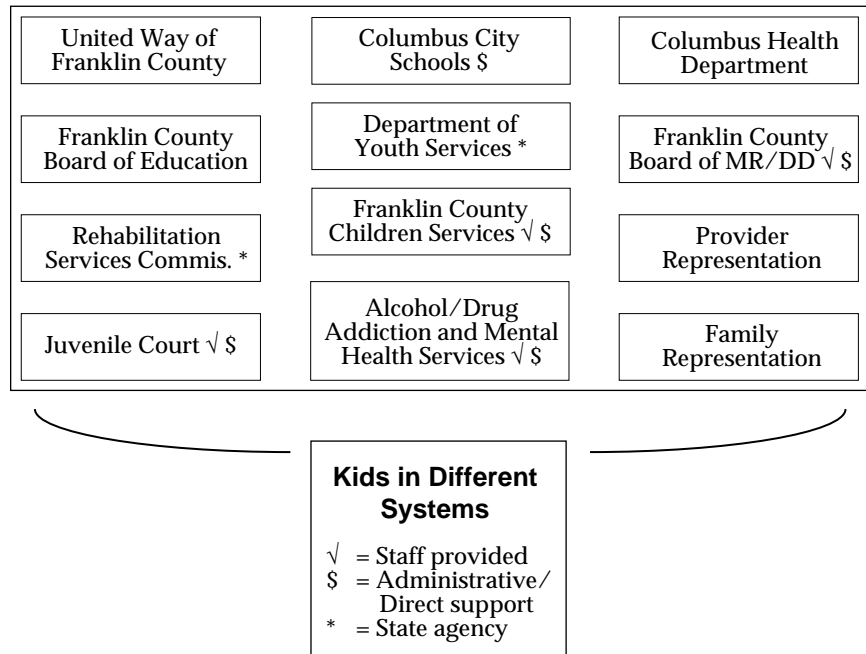 United Way of
Franklin County
Columbus City
Schools $
Columbus Health
Department
Franklin County
Board of Education
Department of
Youth Services *
Franklin County
Board of MR/DD √ $
Rehabilitation
Services Commis. *
Franklin County
Children Services √ $
Provider
Representation
Juvenile Court √ $
Alcohol/Drug
Addiction and Mental
Health Services √ $
Family
Representation
Kids in Different
Systems
√ = Staff provided
$ = Administrative/
Direct support
* = State agency